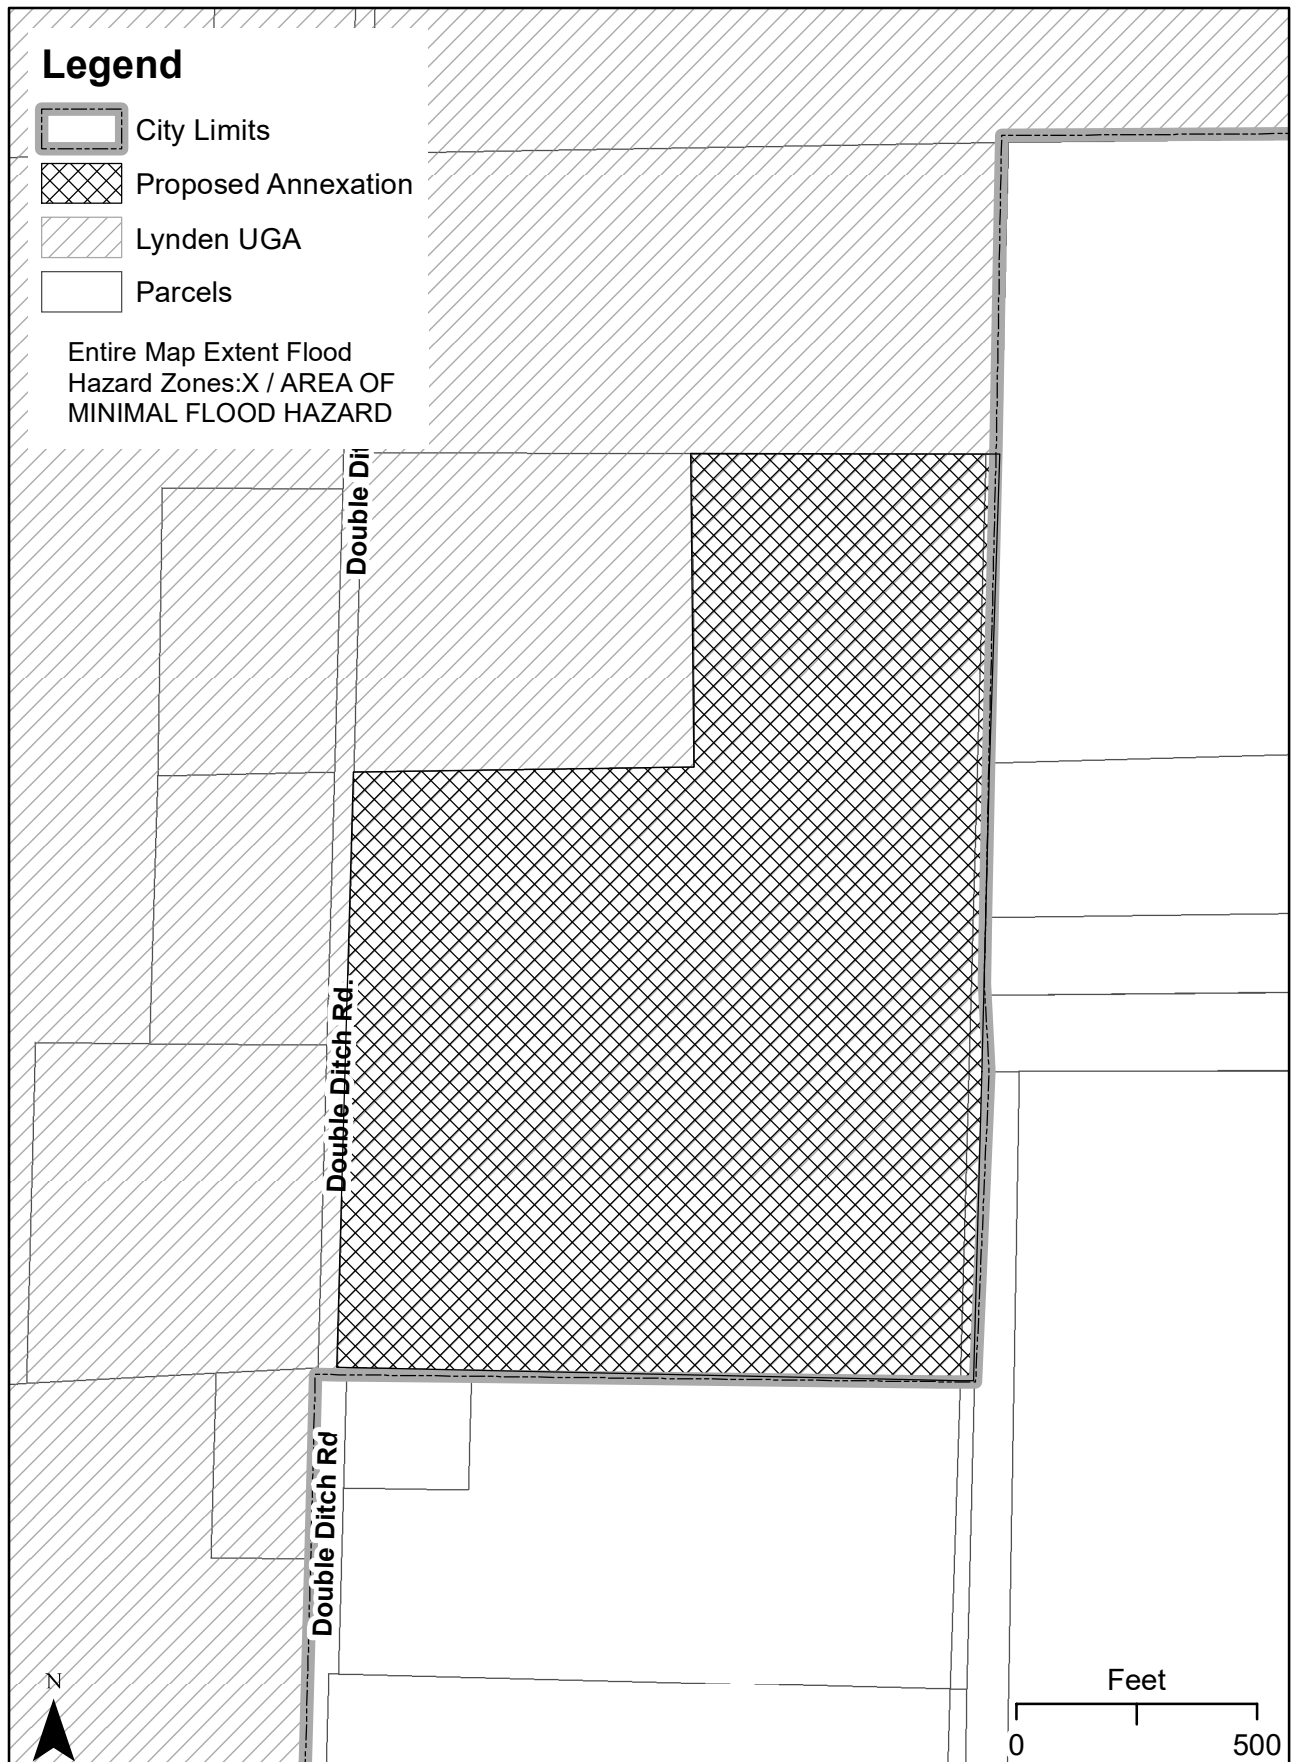 Legend
City Limits
Proposed Annexation
Lynden UGA
Parcels
Entire Map Extent Flood
Hazard Zones:X / AREA OF
MINIMAL FLOOD HAZARD
Double Dit
Double Ditch Rd.
Double Ditch Rd
N
Feet
0 500